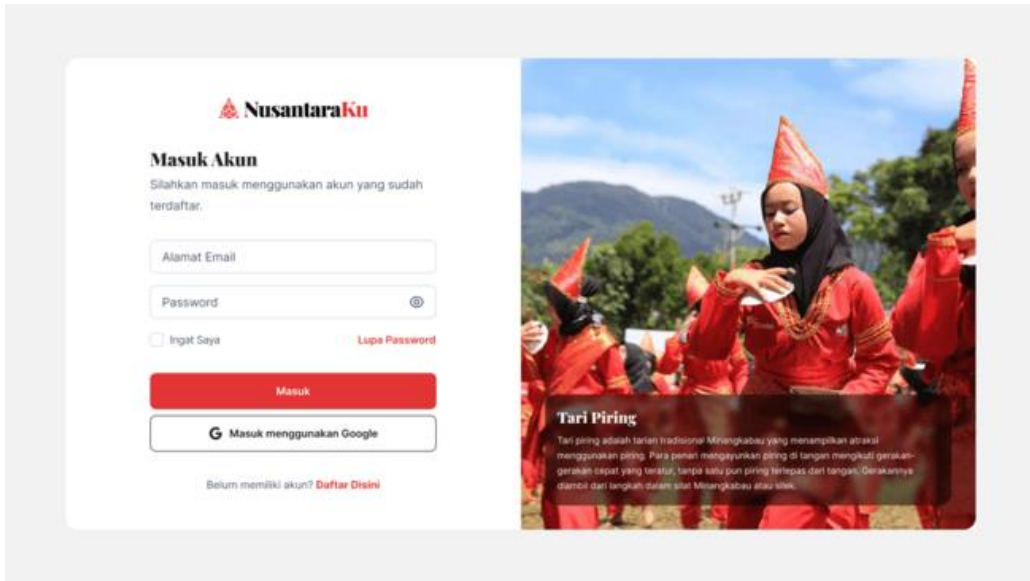 NusantaraKu
Masuk Akun
Silahkan masuk menggunakan akun yang sudah
terdaftar.
Alamat Email
Password
Ingat Saya
Lupa Password
Masuk
G Masuk menggunakan Google
Belum memiliki akun? Daftar Disini
Tari Piring
Tari piring adalah tarian tradisional Minangkabau yang menampilkan atraksi
menggunakan piring. Para penari mengayunkan piring di tangan mengikuti gerakan-
gerakan cepat yang teratur, tanpa satu pun piring terlepas dari tangan. Gerakannya
diambil dari langkah dalam silat Minangkabau atau silek.